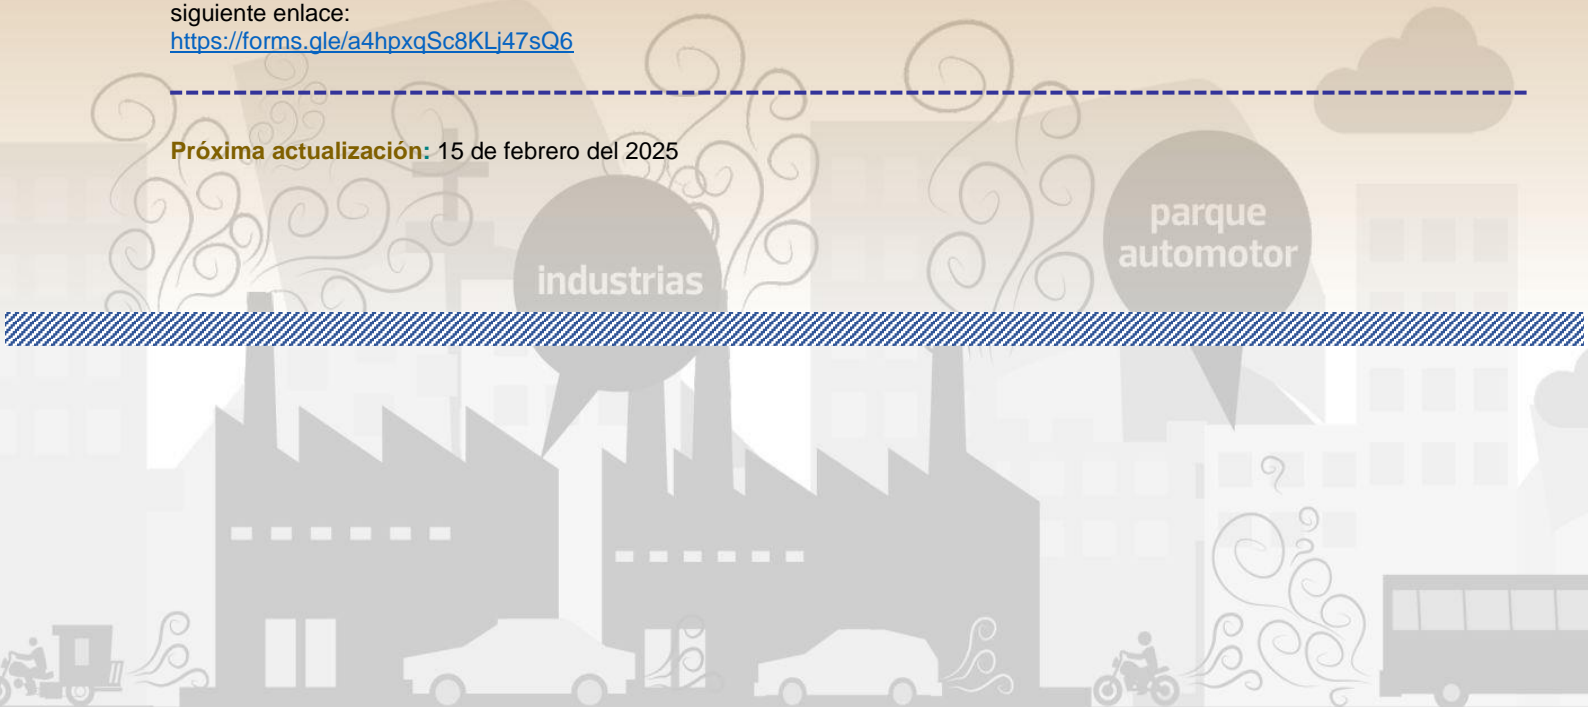 siguiente enlace:
https://forms.gle/a4hpxqSc8KLj47sQ6
Próxima actualización: 15 de febrero del 2025
industrias
parque
automotor